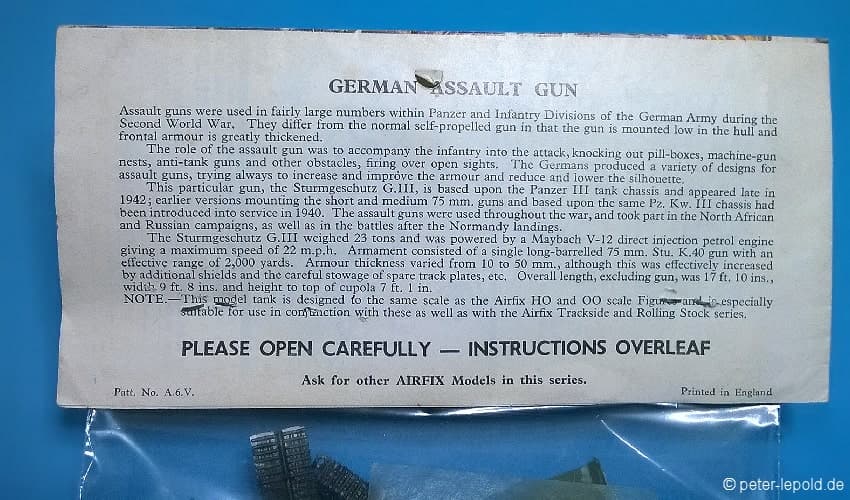 GERMAN ASSAULT GUN
Assault guns were used in fairly large numbers within Panzer and Infantry Divisions of the German Army during the
Second World War. They differ from the normal self-propelled gun in that the gun is mounted low in the hull and
frontal armour is greatly thickened.
The role of the assault gun was to accompany the infantry into the attack, knocking out pill-boxes, machine-gun
nests, anti-tank guns and other obstacles, firing over open sights. The Germans produced a variety of designs for
assault guns, trying always to increase and improve the armour and reduce and lower the silhouette.
This particular gun, the Sturmgeschutz G.III, is based upon the Panzer III tank chassis and appeared late in
1942; earlier versions mounting the short and medium 75 mm. guns and based upon the same Pz. Kw. III chassis had
been introduced into service in 1940. The assault guns were used throughout the war, and took part in the North African
and Russian campaigns, as well as in the battles after the Normandy landings.
The Sturmgeschutz G.III weighed 23 tons and was powered by a Maybach V-12 direct injection petrol engine
giving a maximum speed of 22 m.p.h. Armament consisted of a single long-barrelled 75 mm. Stu. K.40 gun with an
effective range of 2,000 yards. Armour thickness varied from 10 to 50 mm., although this was effectively increased
by additional shields and the careful stowage of spare track plates, etc. Overall length, excluding gun, was 17 ft. 10 ins.,
width 9 ft. 8 ins. and height to top of cupola 7 ft. 1 in.
NOTE.—This model tank is designed to the same scale as the Airfix HO and OO scale Figures and is especially
suitable for use in conjunction with these as well as with the Airfix Trackside and Rolling Stock series.
PLEASE OPEN CAREFULLY — INSTRUCTIONS OVERLEAF
Ask for other AIRFIX Models in this series.
Patt. No. A.6.V. Printed in England
© peter-lepold.de